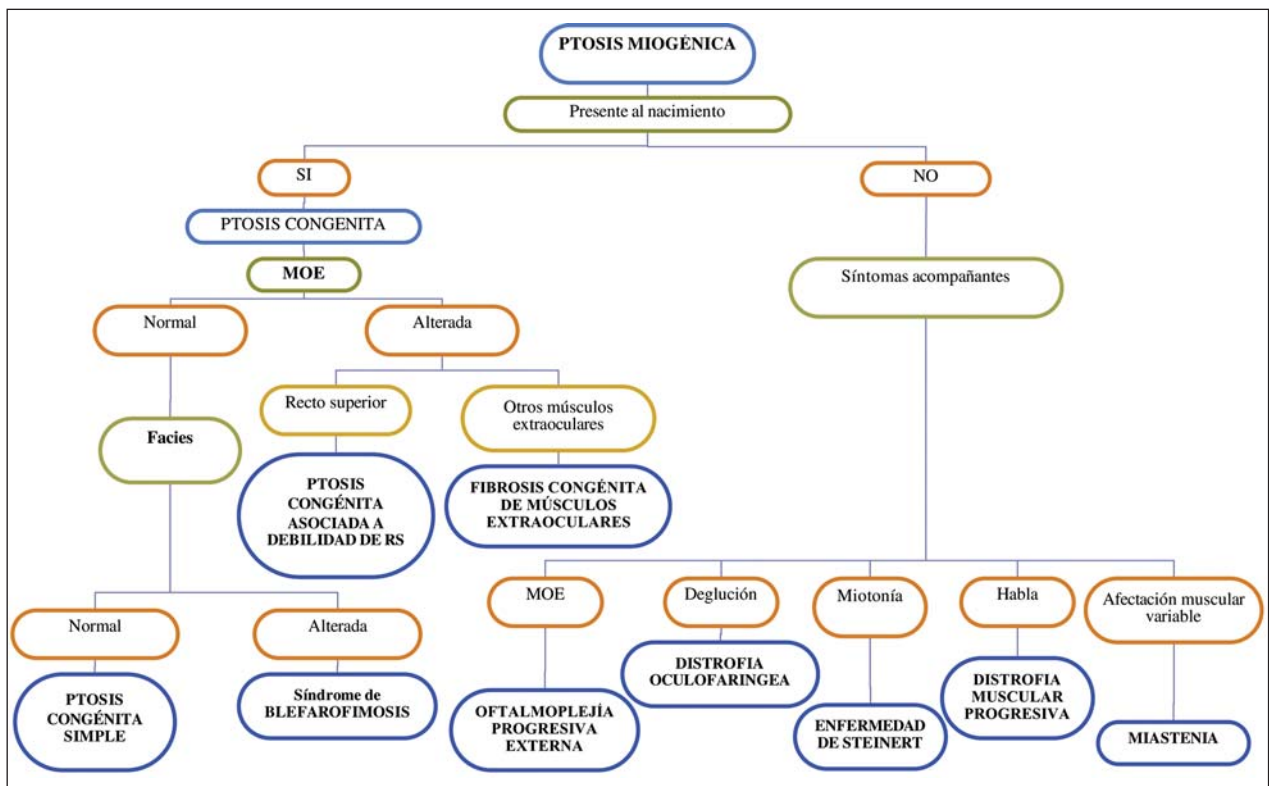 PTOSIS MIOGÉNICA
Presente al nacimiento
SI
NO
PTOSIS CONGENITA
MOE
Síntomas acompañantes
Normal
Alterada
Recto superior
Otros músculos
extraoculares
Facies
PTOSIS
CONGÉNITA
ASOCIADA A
DEBILIDAD DE RS
FIBROSIS CONGÉNITA
DE MÚSCULOS
EXTRAOCULARES
Normal
Alterada
PTOSIS
CONGÉNITA
SIMPLE
Síndrome de
BLEFAROFIMOSIS
MOE
Deglución
Miotonía
Habla
Afectación muscular
variable
OFTALMOPLEJÍA
PROGRESIVA
EXTERNA
DISTROFIA
OCULOFARINGEA
ENFERMEDAD
DE STEINERT
DISTROFIA
MUSCULAR
PROGRESIVA
MIASTENIA